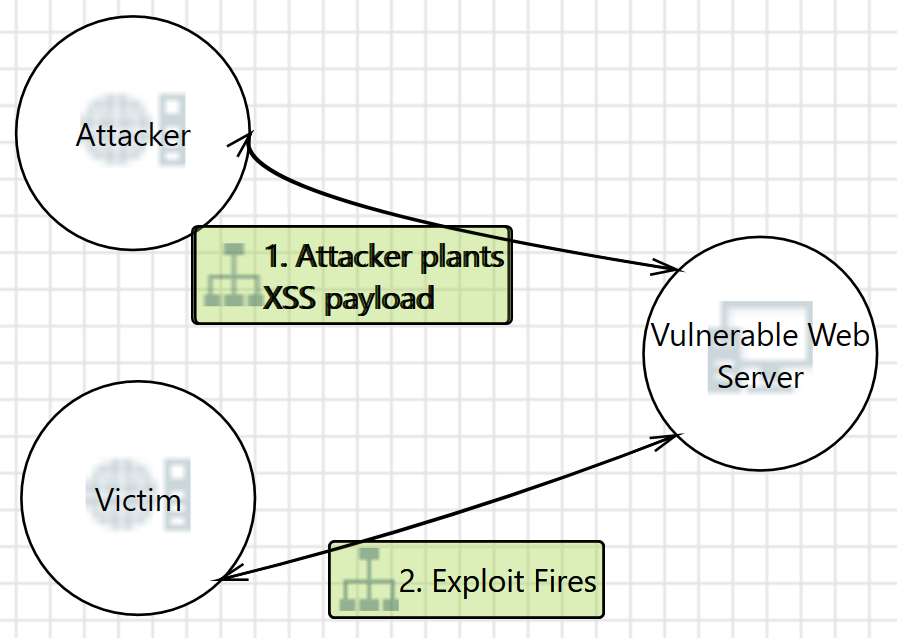 Attacker
1. Attacker plants
XSS payload
Vulnerable Web
Server
Victim
2. Exploit Fires